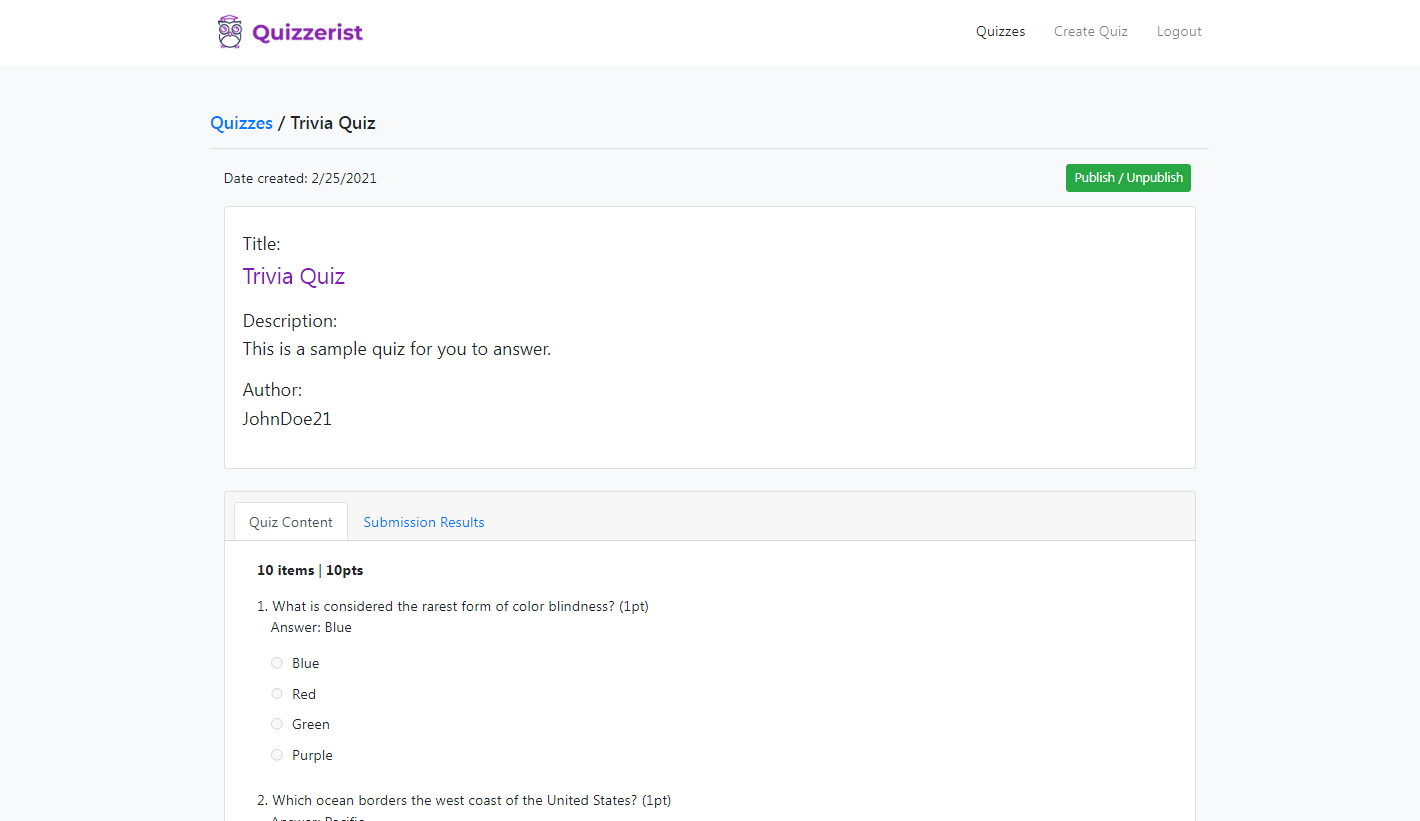 Quizzerist
Quizzes Create Quiz Logout
Quizzes / Trivia Quiz
Date created: 2/25/2021
Publish / Unpublish
Title:
Trivia Quiz
Description:
This is a sample quiz for you to answer.
Author:
JohnDoe21
Quiz Content Submission Results
10 items | 10pts
1. What is considered the rarest form of color blindness? (1pt)
Answer: Blue
Blue
Red
Green
Purple
2. Which ocean borders the west coast of the United States? (1pt)
Answer: Pacific